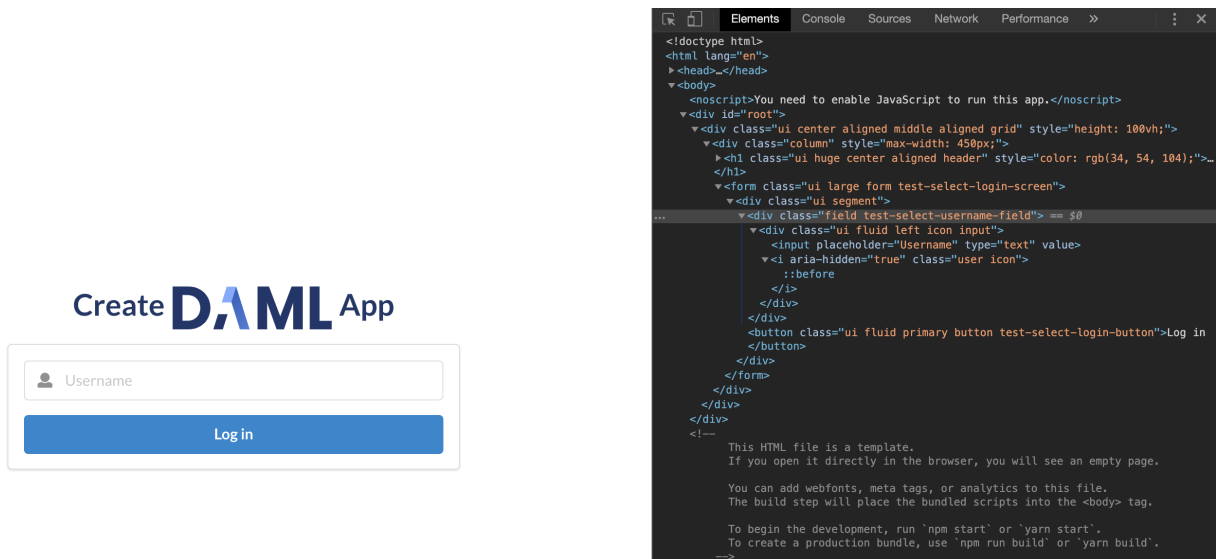 Create DAML App
Username
Log in
Elements Console Sources Network Performance »
<!doctype html>
<html lang="en">
▶<head>…</head>
▼<body>
<noscript>You need to enable JavaScript to run this app.</noscript>
▼<div id="root">
▼<div class="ui center aligned middle aligned grid" style="height: 100vh;">
▼<div class="column" style="max-width: 450px;">
▶<h1 class="ui huge center aligned header" style="color: rgb(34, 54, 104);">…
</h1>
▼<form class="ui large form test-select-login-screen">
▼<div class="ui segment">
… ▼<div class="field test-select-username-field"> == $0
▼<div class="ui fluid left icon input">
<input placeholder="Username" type="text" value>
▼<i aria-hidden="true" class="user icon">
::before
</i>
</div>
</div>
<button class="ui fluid primary button test-select-login-button">Log in
</button>
</div>
</form>
</div>
</div>
</div>
<!--
This HTML file is a template.
If you open it directly in the browser, you will see an empty page.
You can add webfonts, meta tags, or analytics to this file.
The build step will place the bundled scripts into the <body> tag.
To begin the development, run `npm start` or `yarn start`.
To create a production bundle, use `npm run build` or `yarn build`.
-->